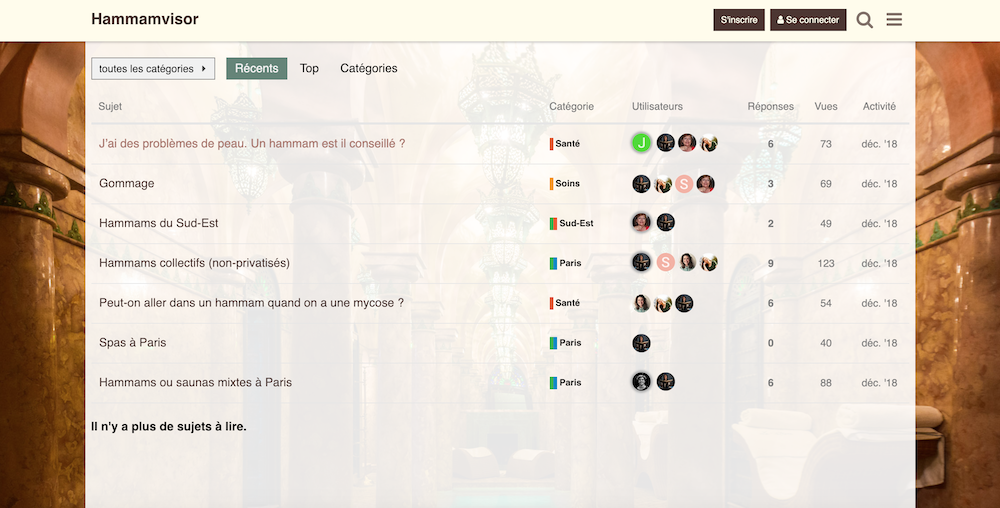 Hammamvisor
S'inscrire
Se connecter
toutes les catégories
Récents
Top
Catégories
Sujet Catégorie Utilisateurs Réponses Vues Activité
J'ai des problèmes de peau. Un hammam est il conseillé ? Santé J 6 73 déc. '18
Gommage Soins S 3 69 déc. '18
Hammams du Sud-Est Sud-Est 2 49 déc. '18
Hammams collectifs (non-privatisés) Paris S 9 123 déc. '18
Peut-on aller dans un hammam quand on a une mycose ? Santé 6 54 déc. '18
Spas à Paris Paris 0 40 déc. '18
Hammams ou saunas mixtes à Paris Paris 6 88 déc. '18
Il n'y a plus de sujets à lire.